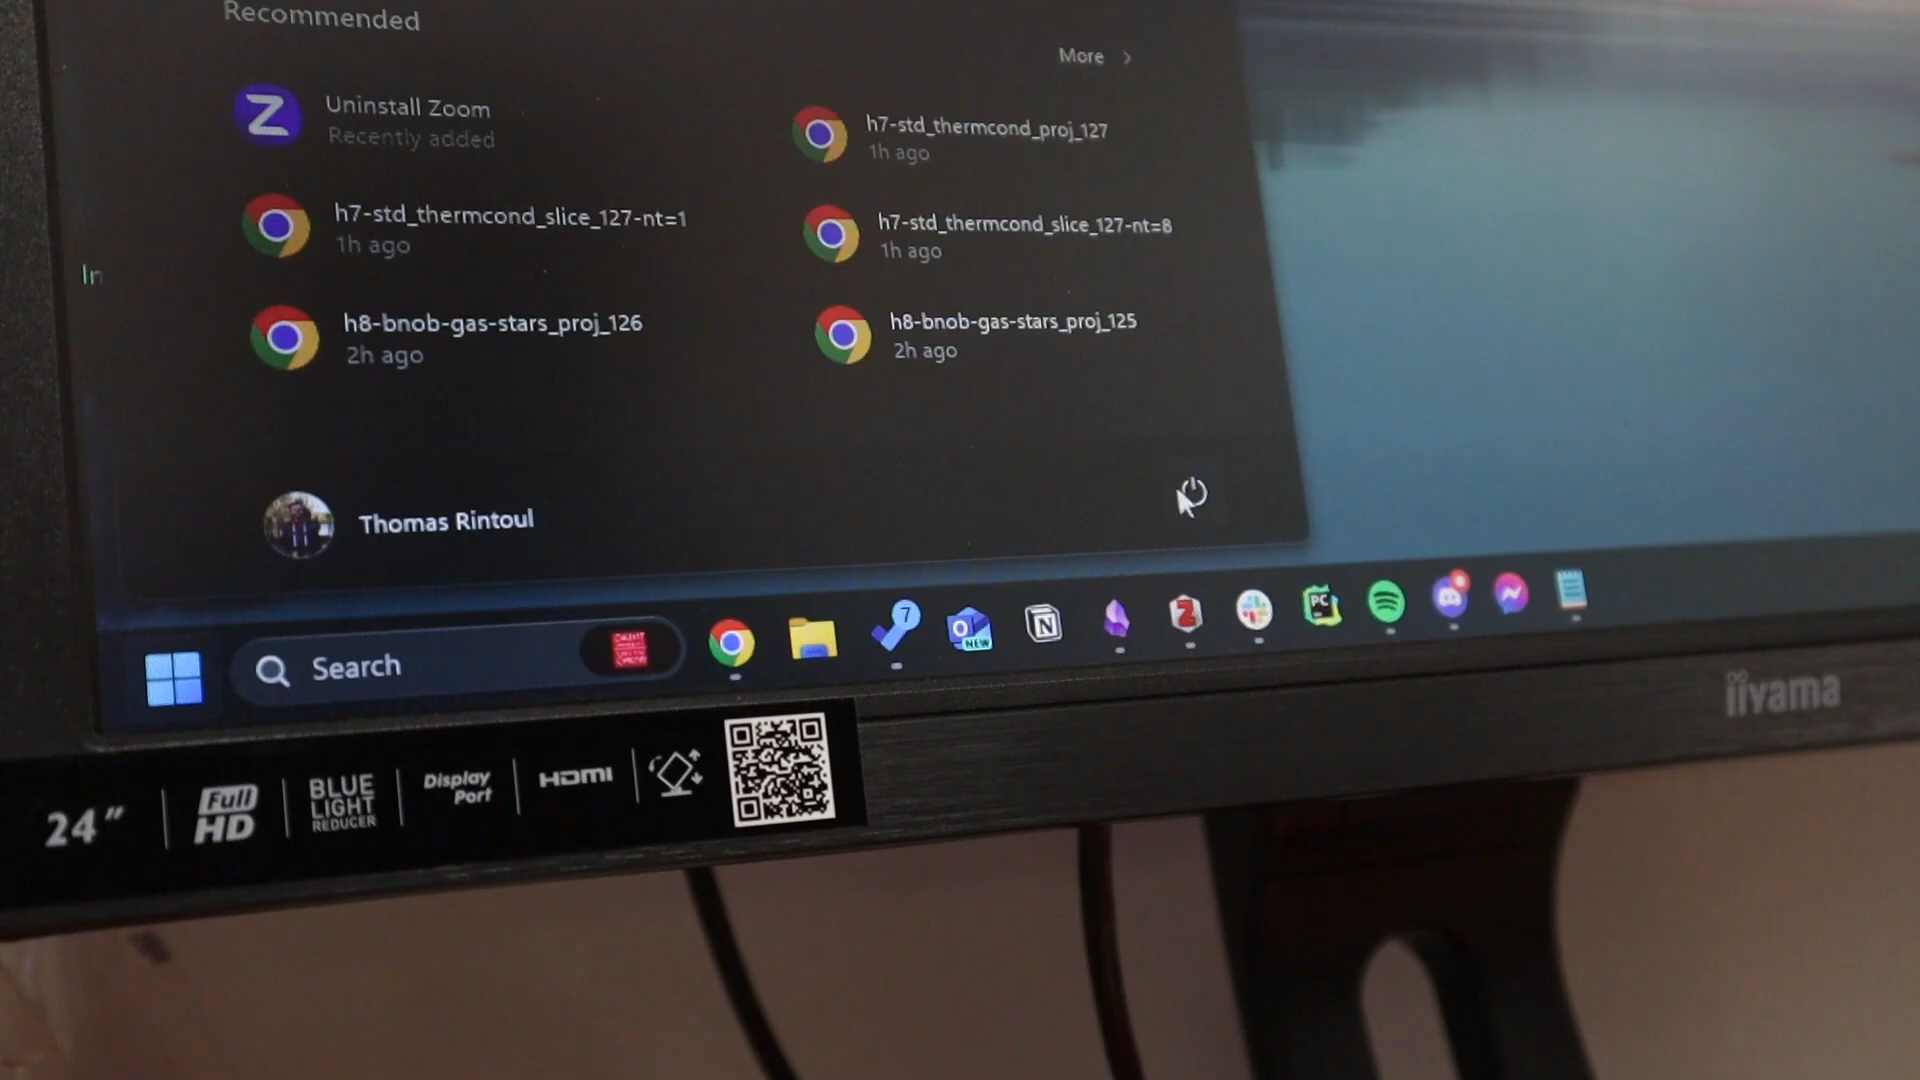 Recommended
More >
Uninstall Zoom
Recently added
h7-std_thermcond_proj_127
1h ago
h7-std_thermcond_slice_127-nt=1
1h ago
h7-std_thermcond_slice_127-nt=8
1h ago
In
h8-bnob-gas-stars_proj_126
2h ago
h8-bnob-gas-stars_proj_125
2h ago
Thomas Rintoul
Search
7
NEW
PC
iiyama
24"
Full HD
BLUE
LIGHT
REDUCER
Display
Port
HDMI